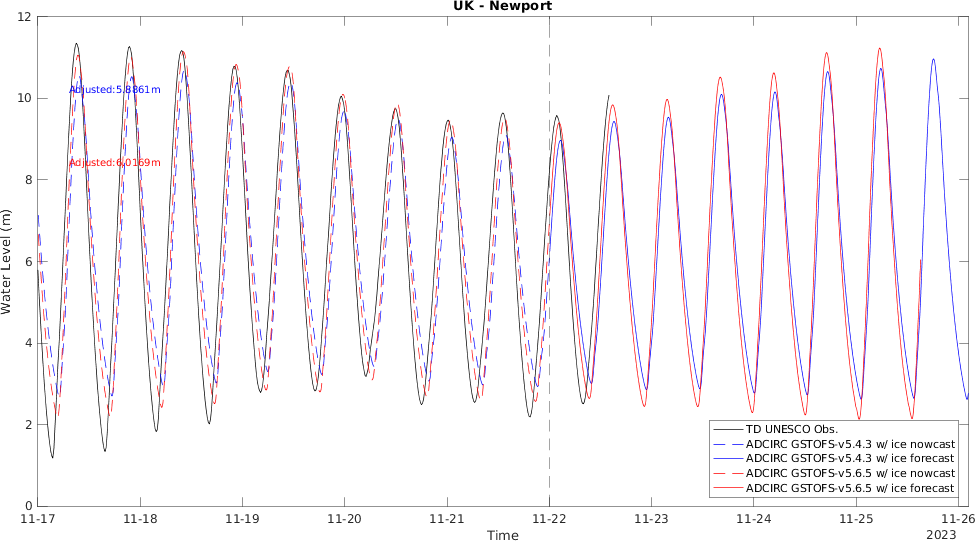 UK - Newport
12
10
8
6
4
2
0
Water Level (m)
Adjusted:5.8861m
Adjusted:6.0169m
TD UNESCO Obs.
ADCIRC GSTOFS-v5.4.3 w/ ice nowcast
ADCIRC GSTOFS-v5.4.3 w/ ice forecast
ADCIRC GSTOFS-v5.6.5 w/ ice nowcast
ADCIRC GSTOFS-v5.6.5 w/ ice forecast
11-17 11-18 11-19 11-20 11-21 11-22 11-23 11-24 11-25 11-26
Time
2023